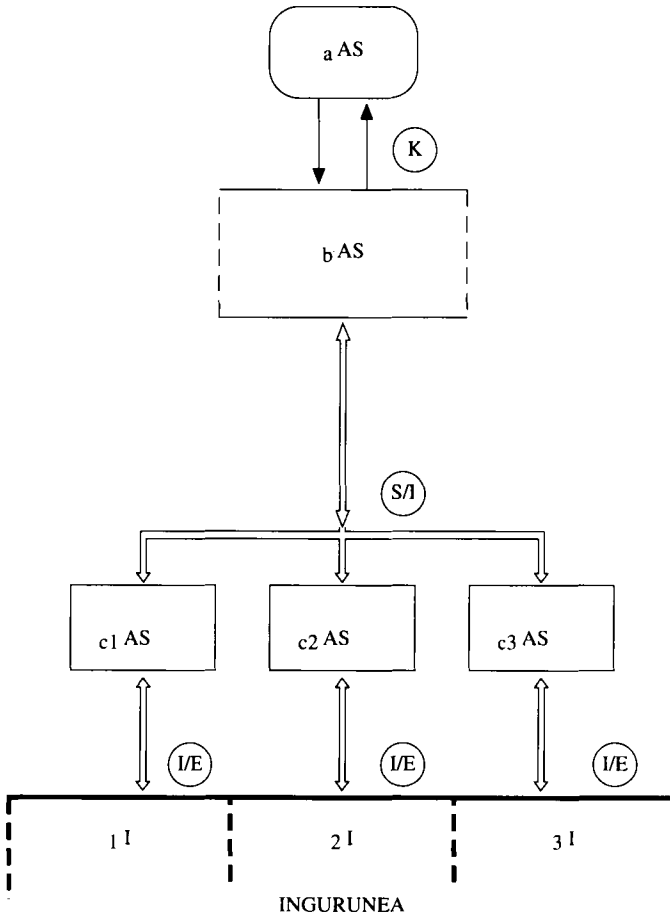 a AS
K
b AS
S/I
c1 AS c2 AS c3 AS
I/E I/E I/E
1 I 2 I 3 I
INGURUNEA